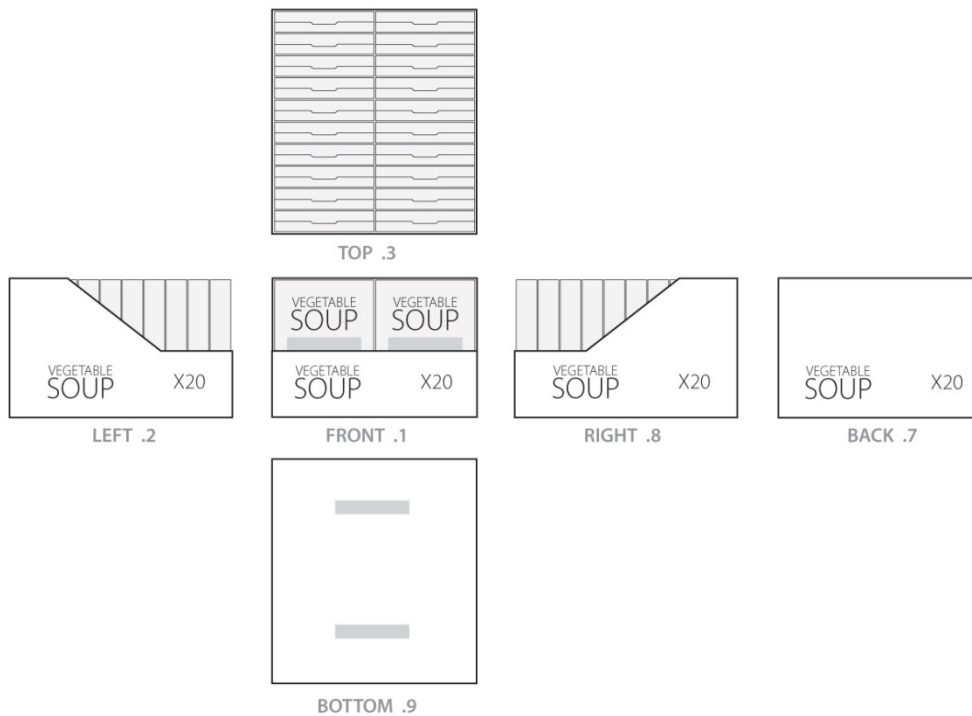 TOP .3
VEGETABLE
SOUP
VEGETABLE
SOUP
VEGETABLE
SOUP
X20
LEFT .2
VEGETABLE
SOUP
X20
FRONT .1
VEGETABLE
SOUP
X20
RIGHT .8
VEGETABLE
SOUP
X20
BACK .7
BOTTOM .9